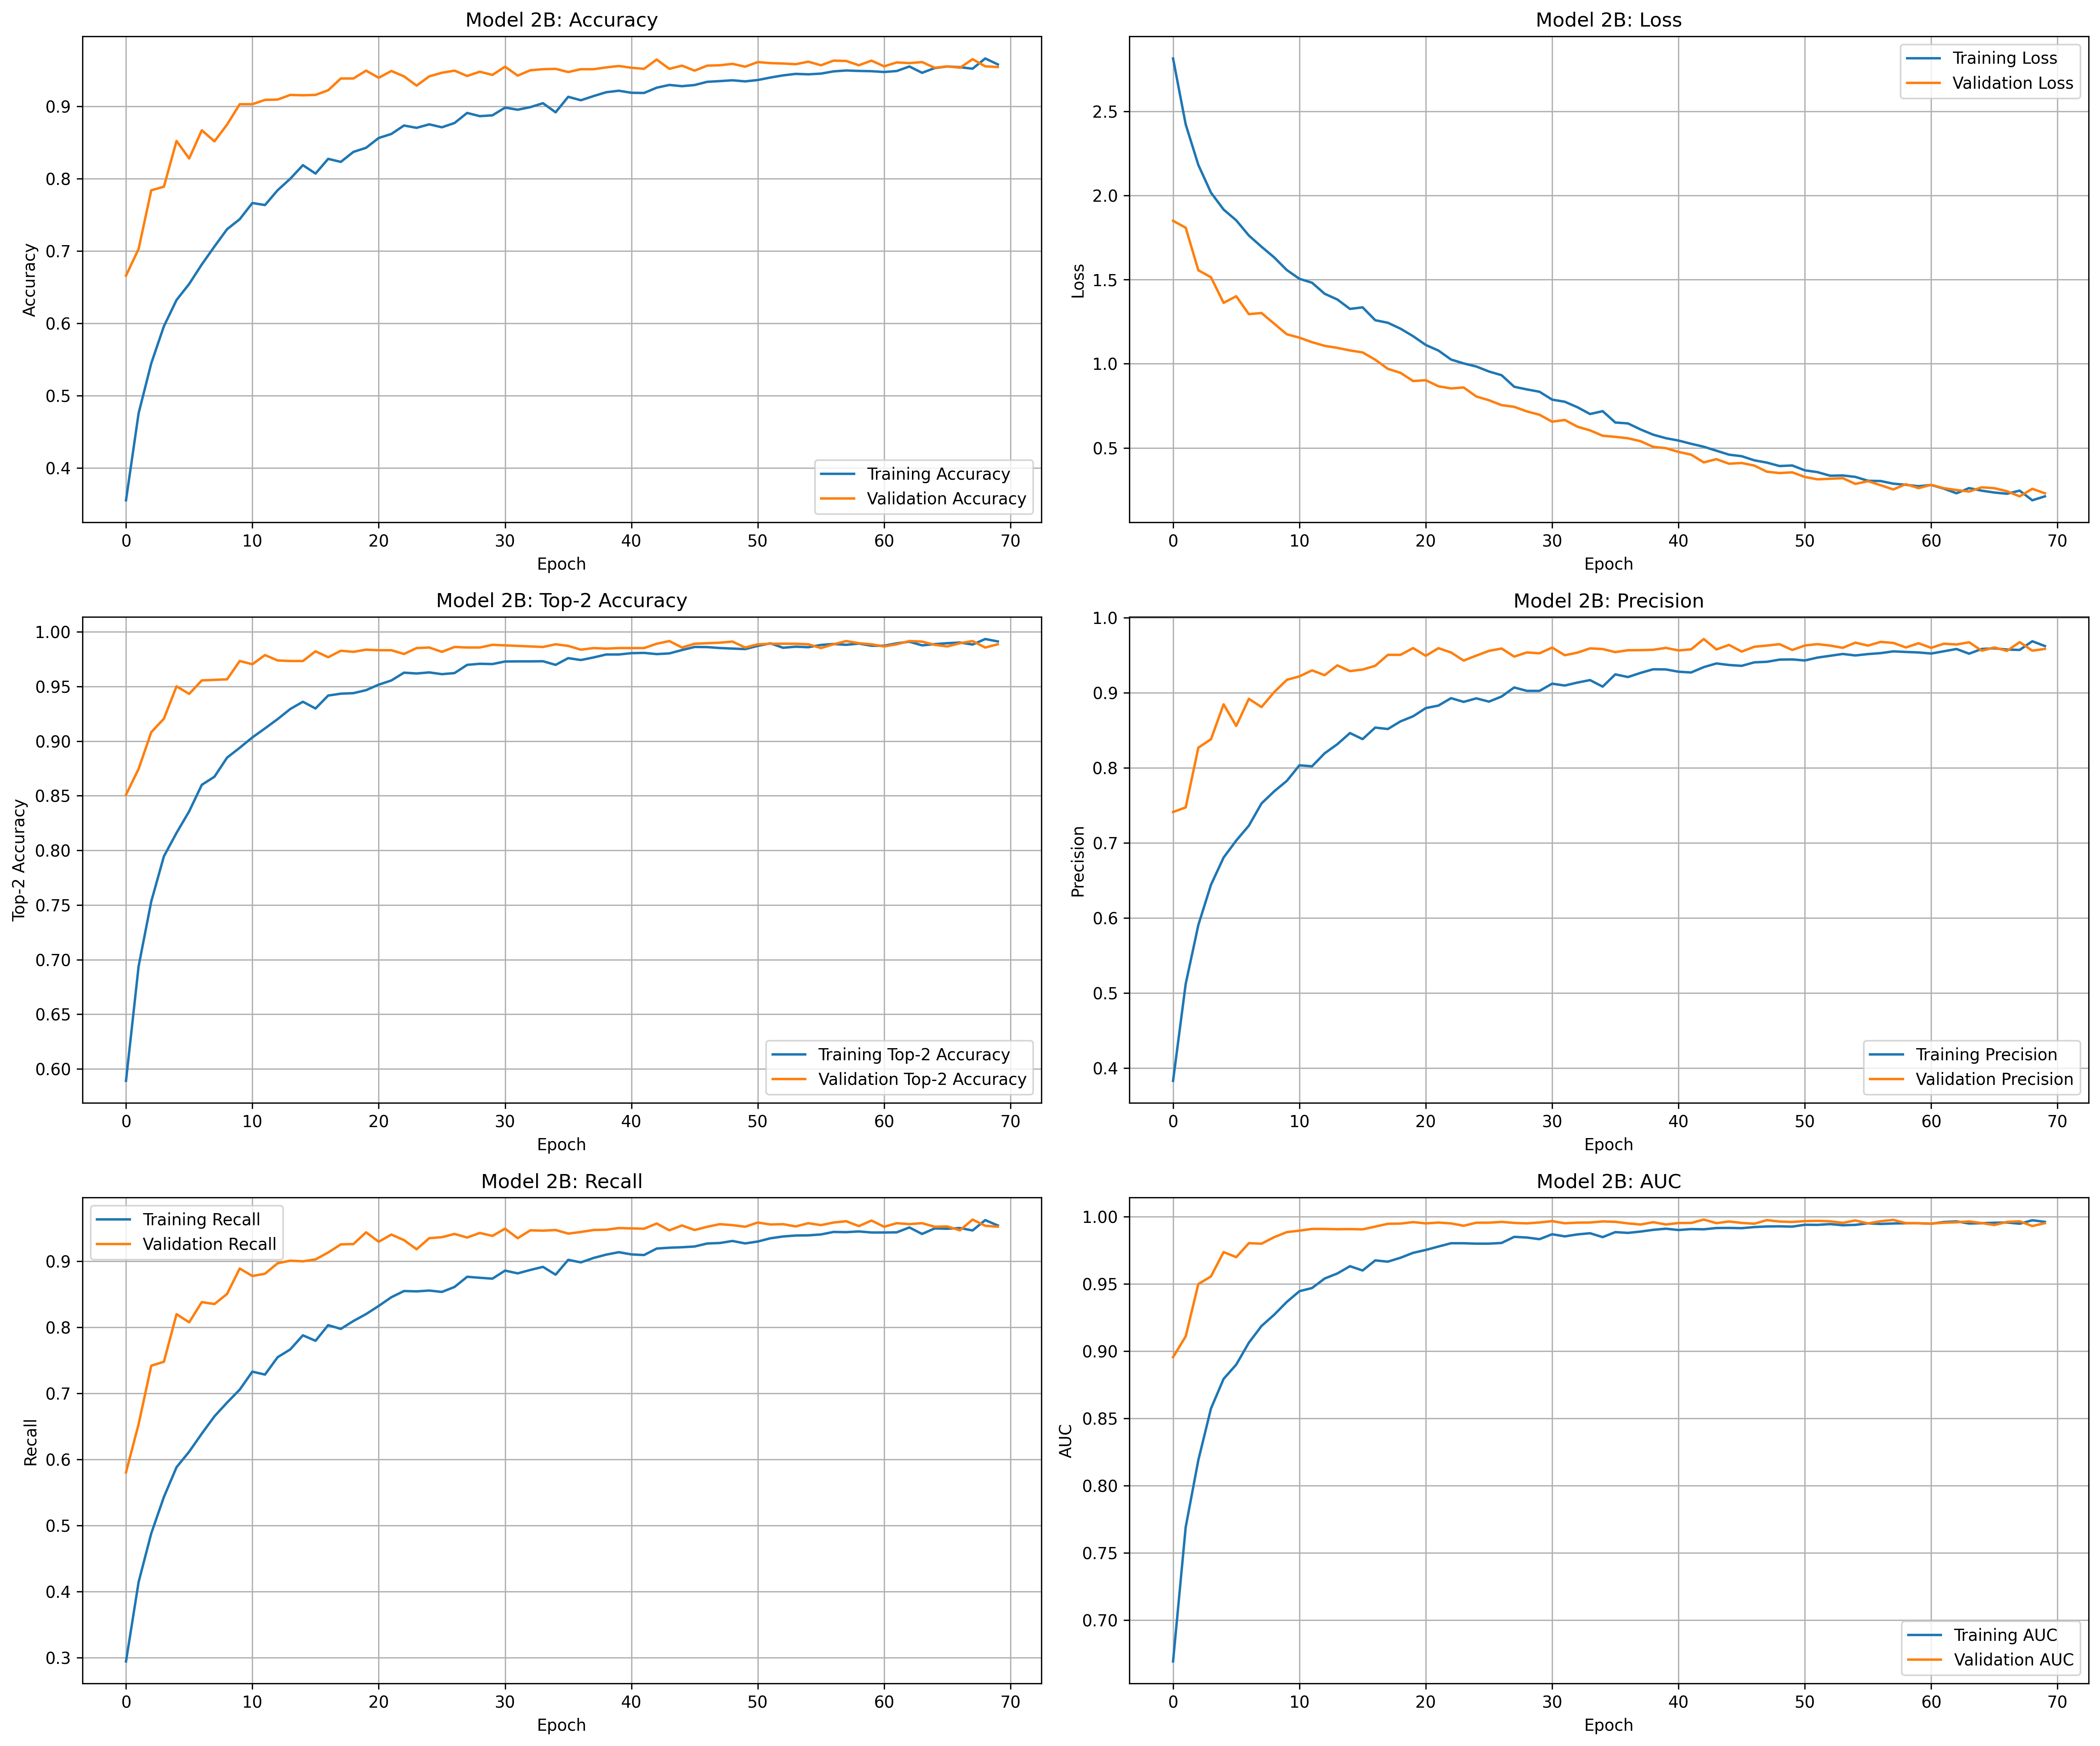 Model 2B: Accuracy
Accuracy
0.9
0.8
0.7
0.6
0.5
0.4
Training Accuracy
Validation Accuracy
0 10 20 30 40 50 60 70
Epoch
Model 2B: Loss
Loss
2.5
2.0
1.5
1.0
0.5
Training Loss
Validation Loss
0 10 20 30 40 50 60 70
Epoch
Model 2B: Top-2 Accuracy
Top-2 Accuracy
1.00
0.95
0.90
0.85
0.80
0.75
0.70
0.65
0.60
Training Top-2 Accuracy
Validation Top-2 Accuracy
0 10 20 30 40 50 60 70
Epoch
Model 2B: Precision
Precision
1.0
0.9
0.8
0.7
0.6
0.5
0.4
Training Precision
Validation Precision
0 10 20 30 40 50 60 70
Epoch
Model 2B: Recall
Recall
Training Recall
Validation Recall
0.9
0.8
0.7
0.6
0.5
0.4
0.3
0 10 20 30 40 50 60 70
Epoch
Model 2B: AUC
AUC
1.00
0.95
0.90
0.85
0.80
0.75
0.70
Training AUC
Validation AUC
0 10 20 30 40 50 60 70
Epoch